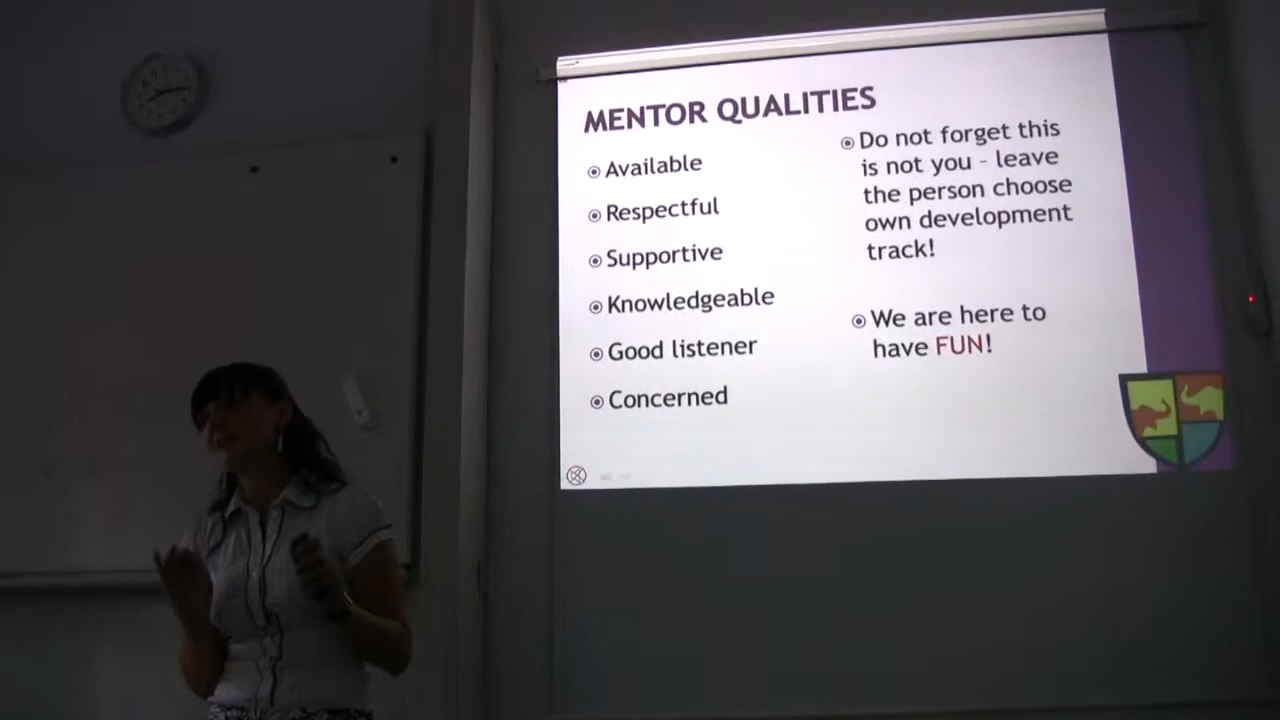 MENTOR QUALITIES
Available
Respectful
Supportive
Knowledgeable
Good listener
Concerned
Do not forget this
is not you – leave
the person choose
own development
track!
We are here to
have FUN!